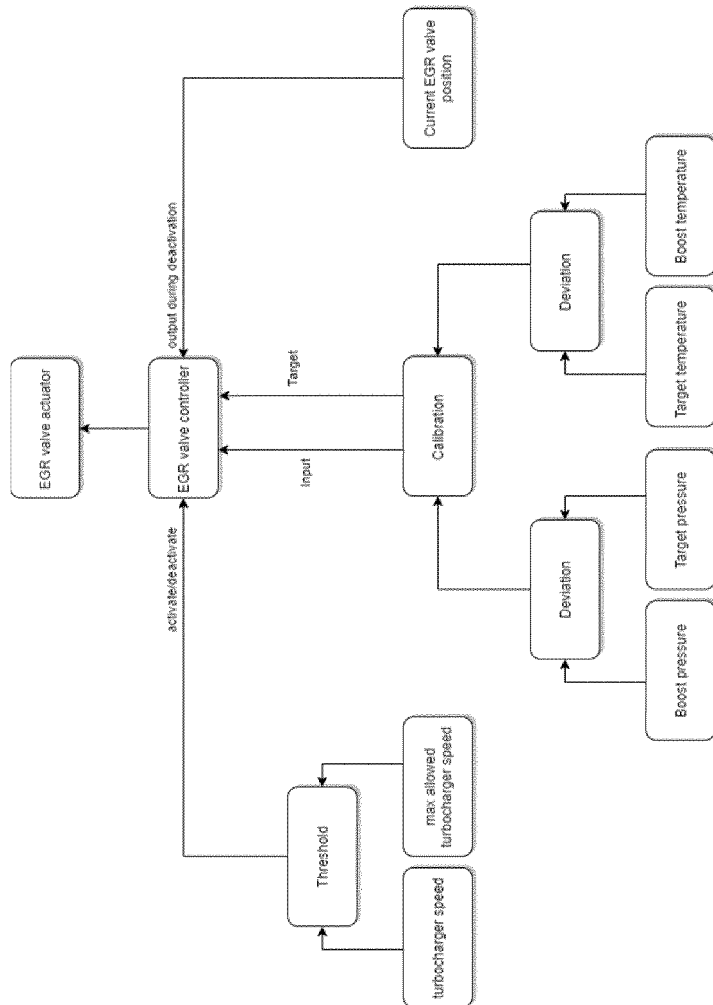 EGR valve actuator
EGR valve controller
activate/deactivate
output during deactivation
Input
Target
Current EGR valve
position
Calibration
Threshold
Deviation
Deviation
turbocharger speed
max allowed
turbocharger speed
Boost pressure
Target pressure
Target temperature
Boost temperature